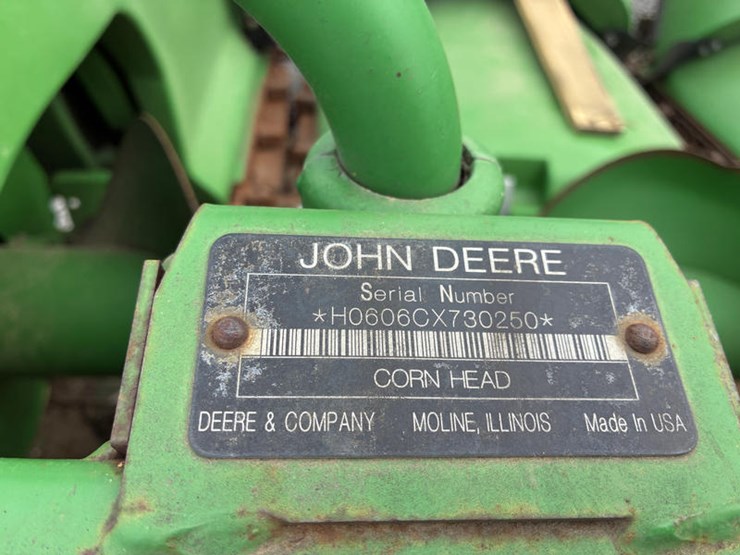 JOHN DEERE
Serial Number
*H0606CX730250*
CORN HEAD
DEERE & COMPANY MOLINE, ILLINOIS Made In USA